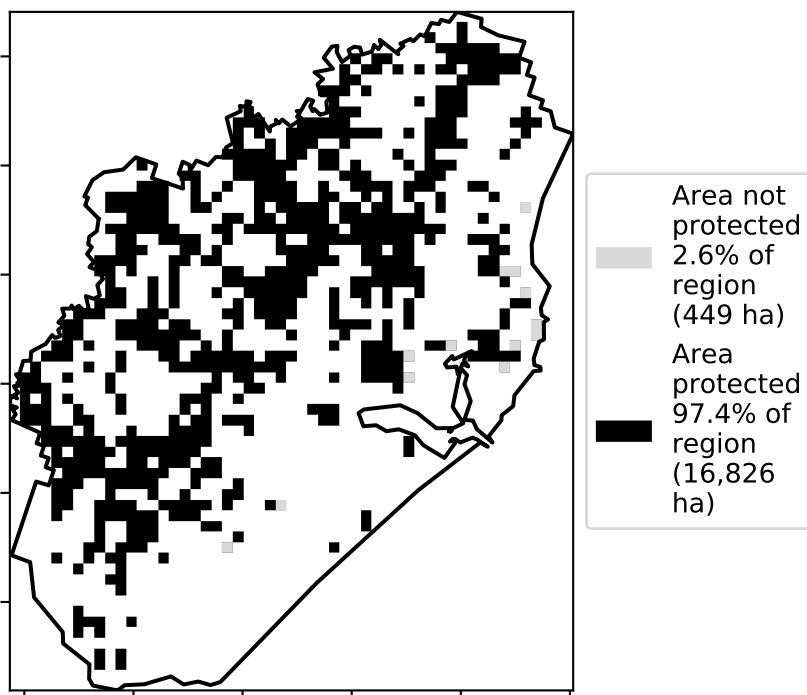 Area not
protected
2.6% of
region
(449 ha)
Area
protected
97.4% of
region
(16,826
ha)